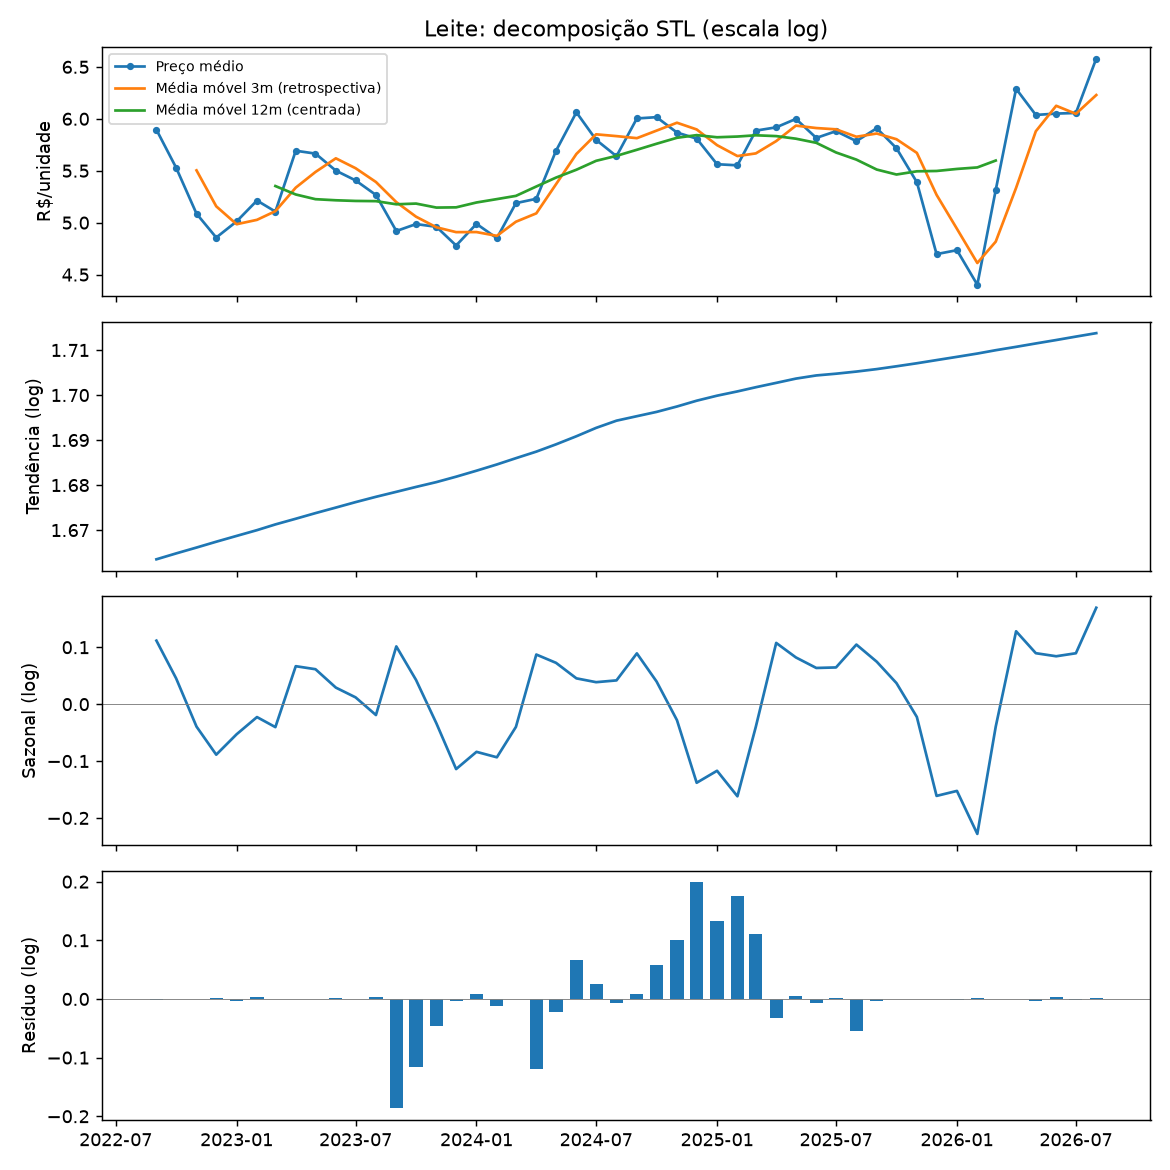 Leite: decomposição STL (escala log)
Preço médio
Média móvel 3m (retrospectiva)
Média móvel 12m (centrada)
R$/unidade
6.5
6.0
5.5
5.0
4.5
Tendência (log)
1.71
1.70
1.69
1.68
1.67
Sazonal (log)
0.1
0.0
−0.1
−0.2
Resíduo (log)
0.2
0.1
0.0
−0.1
−0.2
2022-07 2023-01 2023-07 2024-01 2024-07 2025-01 2025-07 2026-01 2026-07